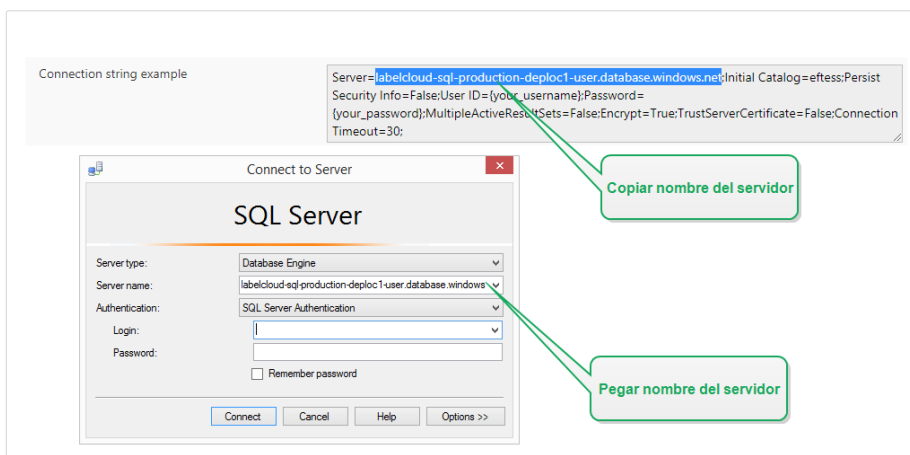 Connection string example
Server=labelcloud-sql-production-deploc1-user.database.windows.net;Initial Catalog=eftess;Persist
Security Info=False;User ID={your_username};Password=
{your_password};MultipleActiveResultSets=False;Encrypt=True;TrustServerCertificate=False;Connection
Timeout=30;
Copiar nombre del servidor
Connect to Server
SQL Server
Server type: Database Engine
Server name: labelcloud-sql-production-deploc1-user.database.windows
Authentication: SQL Server Authentication
Login:
Password:
Remember password
Connect Cancel Help Options >>
Pegar nombre del servidor